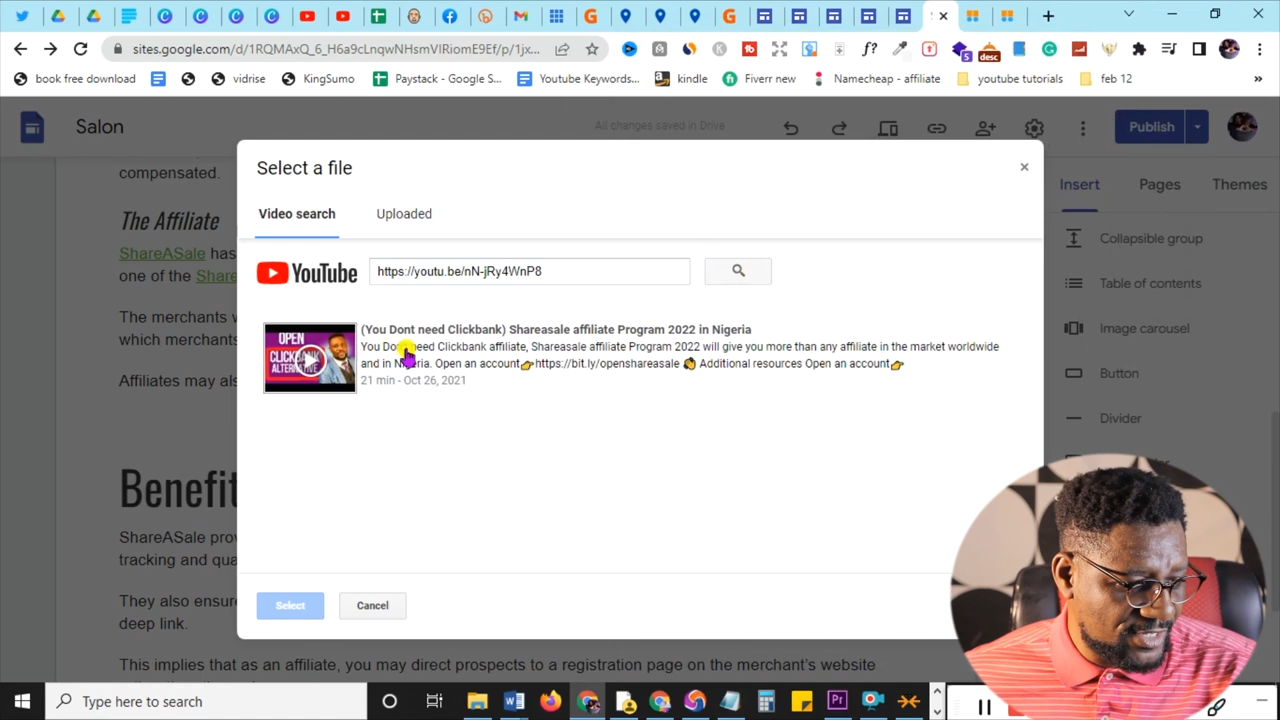 sites.google.com/d/1RQMAxQ_6_H6a9cLnqwNHsmVlRiomE9Ef/p/1jx...
book free download
vidrise
KingSumo
Paystack - Google S...
Youtube Keywords...
kindle
Fiverr new
Namecheap - affiliate
youtube tutorials
feb 12
»
Salon
All changes saved in Drive
Publish
compensated.
Select a file
Insert
Pages
Themes
The Affiliate
Video search
Uploaded
Collapsible group
ShareASale has
YouTube
https://youtu.be/nN-jRy4WnP8
one of the Share
Table of contents
The merchants w
which merchants
OPEN
CLICKBANK
ALTERNATIVE
(You Dont need Clickbank) Shareasale affiliate Program 2022 in Nigeria
You Dont need Clickbank affiliate, Shareasale affiliate Program 2022 will give you more than any affiliate in the market worldwide
and in Nigeria. Open an account👉https://bit.ly/openshareasale 👏 Additional resources Open an account👉
21 min - Oct 26, 2021
Image carousel
Button
Affiliates may als
Divider
Benefit
ShareASale prov
tracking and qua
They also ensure
deep link.
Select
Cancel
This implies that as an affiliate, you may direct prospects to a registration page on the merchant's website
Type here to search